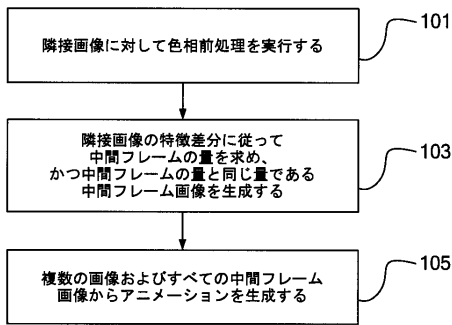 隣接画像に対して色相前処理を実行する
101
隣接画像の特徴差分に従って
中間フレームの量を求め、
かつ中間フレームの量と同じ量である
中間フレーム画像を生成する
103
複数の画像およびすべての中間フレーム
画像からアニメーションを生成する
105